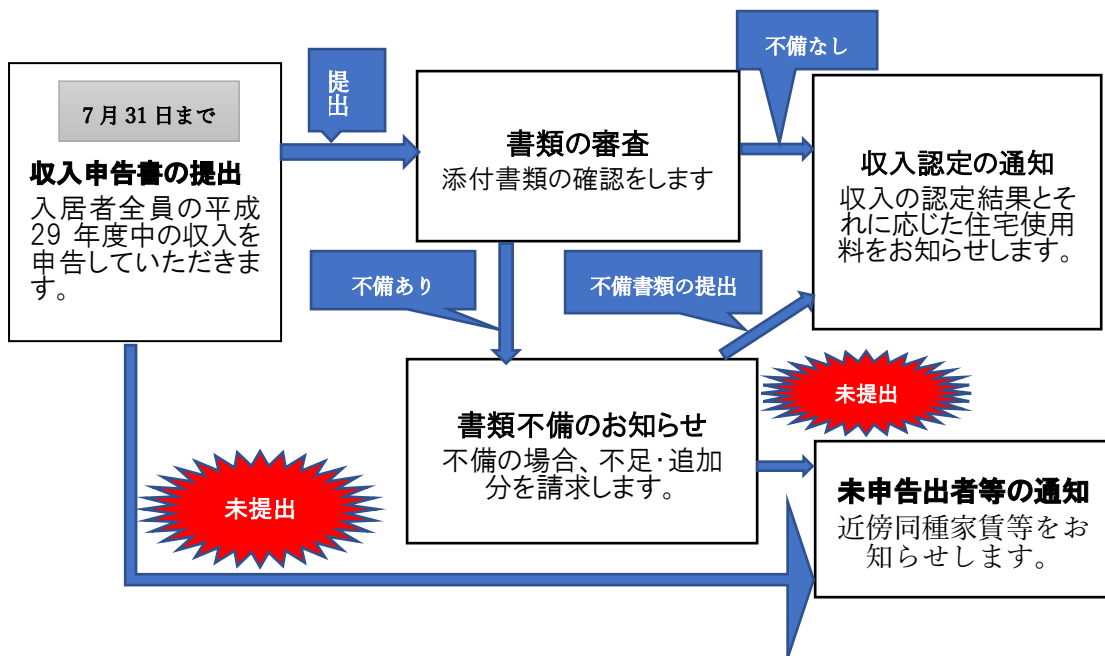 7月31日まで
収入申告書の提出
入居者全員の平成
29 年度中の収入を
申告していただきま
す。
提出
書類の審査
添付書類の確認をします
不備なし
収入認定の通知
収入の認定結果とそ
れに応じた住宅使用
料をお知らせします。
不備あり
不備書類の提出
書類不備のお知らせ
不備の場合、不足･追加
分を請求します。
未提出
未提出
未申告出者等の通知
近傍同種家賃等をお
知らせします。